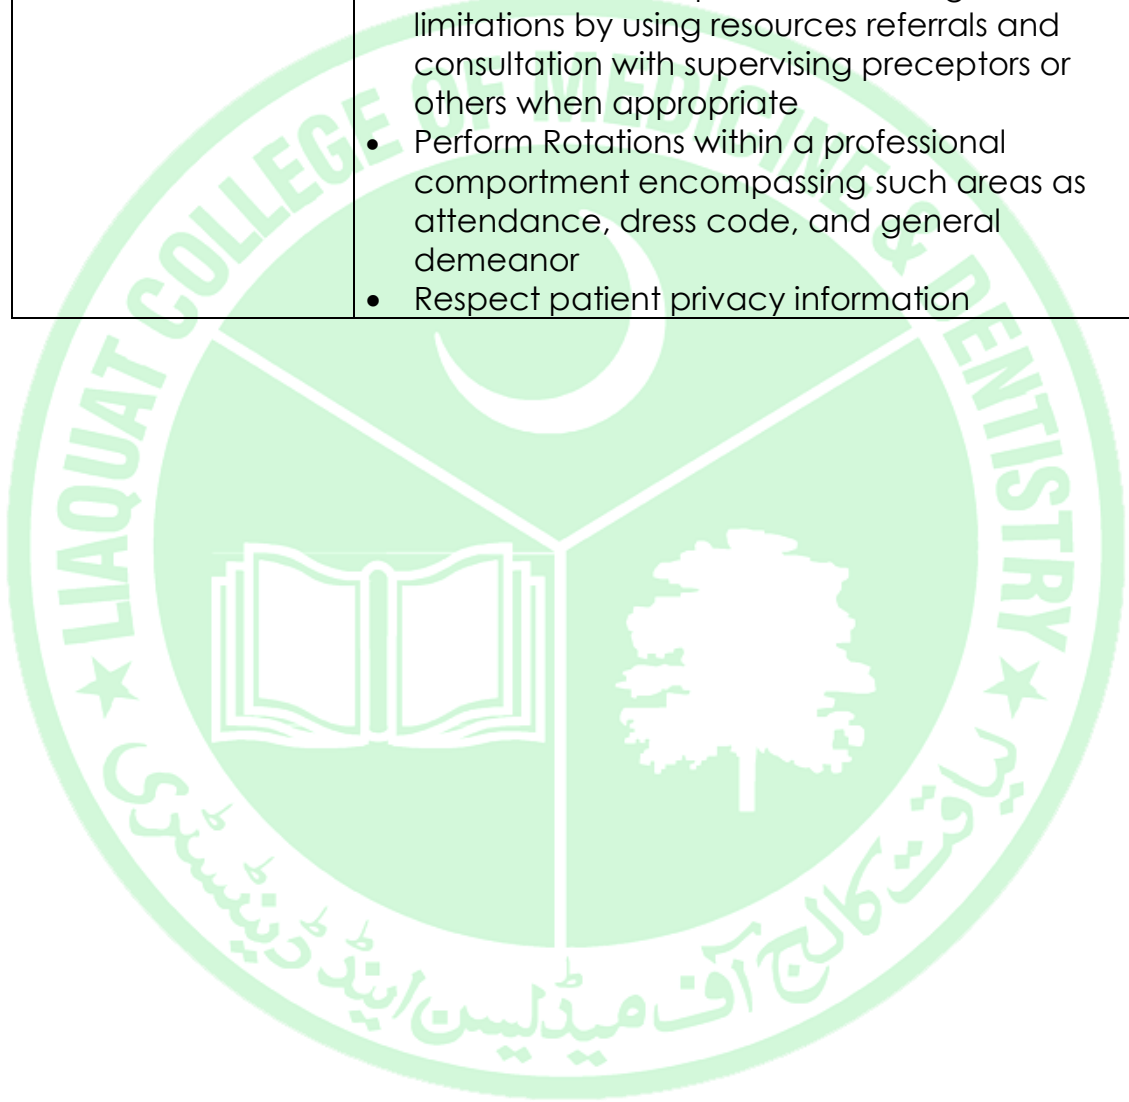 limitations by using resources referrals and
consultation with supervising preceptors or
others when appropriate
• Perform Rotations within a professional
comportment encompassing such areas as
attendance, dress code, and general
demeanor
• Respect patient privacy information
LIAQUAT COLLEGE OF MEDICINE & DENTISTRY
لیاقت کالج آف میڈیسن اینڈ ڈینٹسٹری